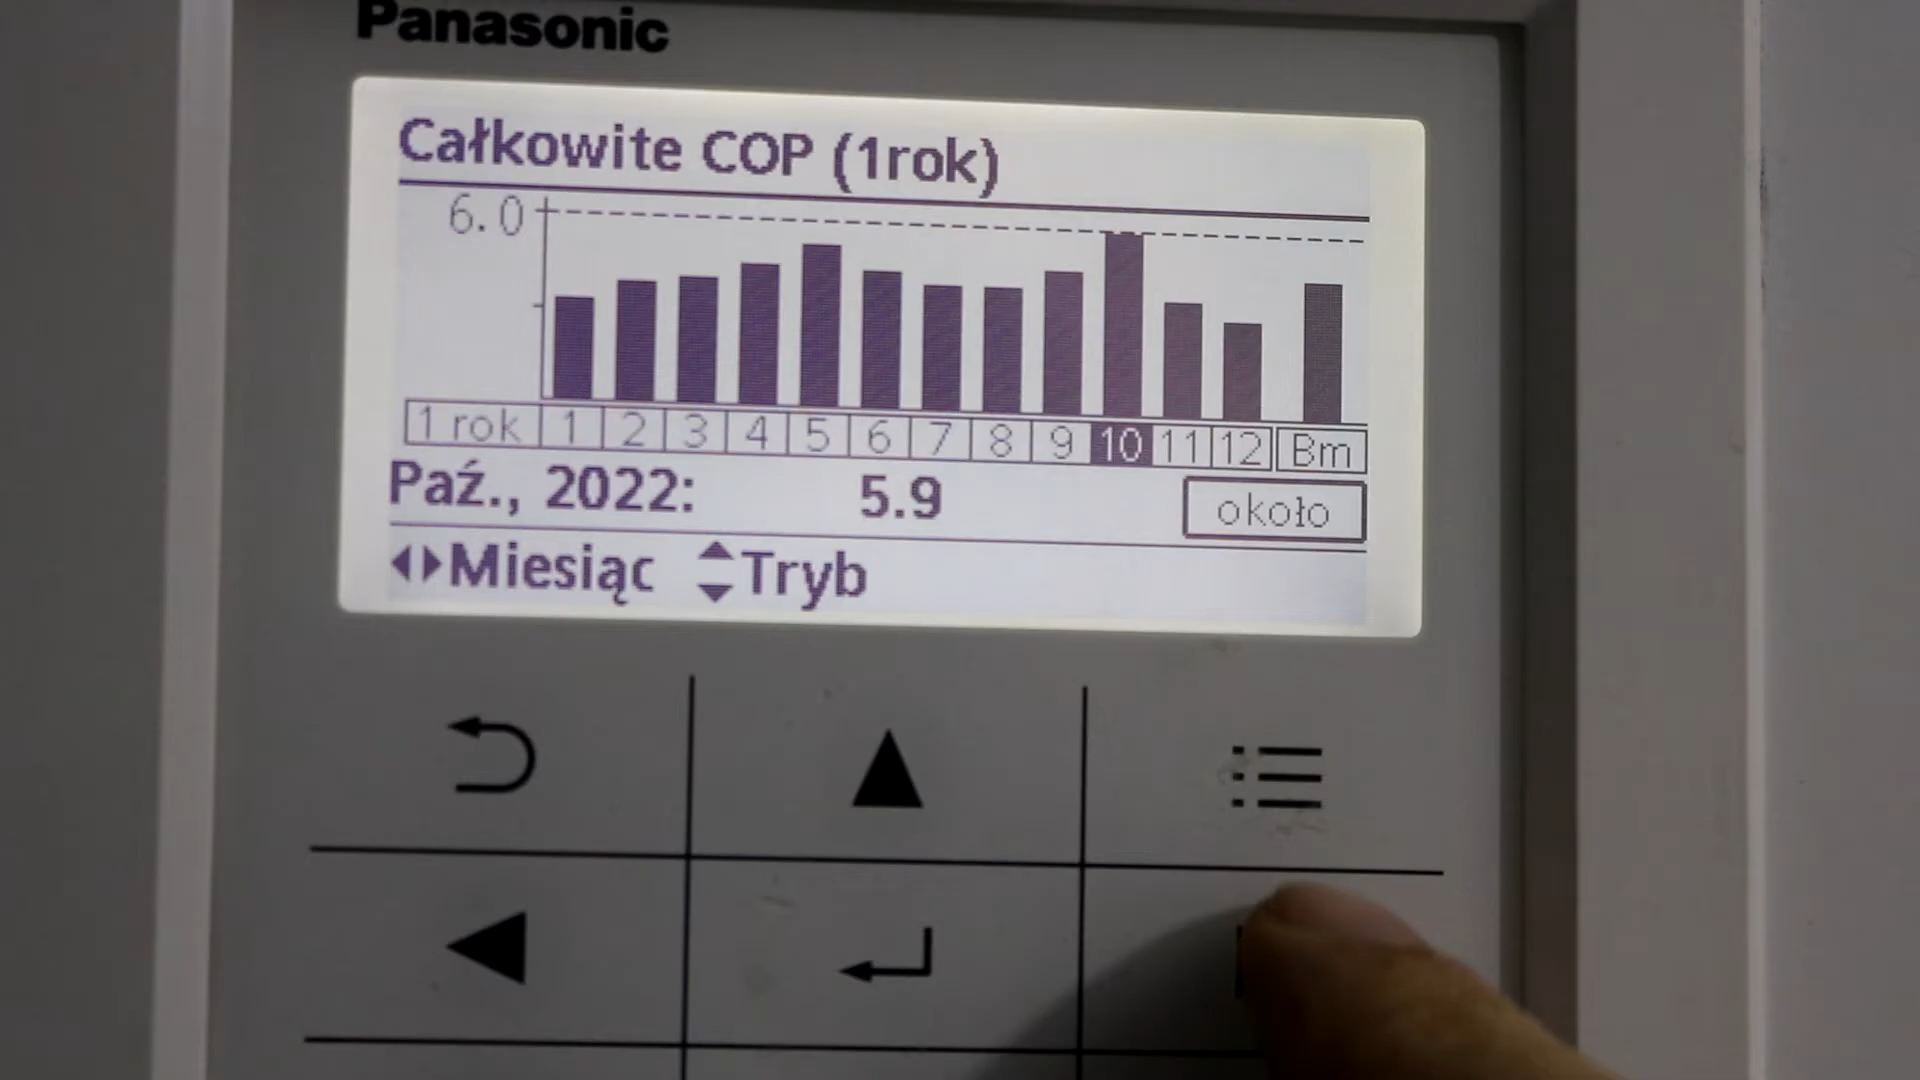 Panasonic
Całkowite COP (1rok)
6.0
1 rok 1 2 3 4 5 6 7 8 9 10 11 12 Bm
Paź., 2022: 5.9 około
Miesiąc Tryb